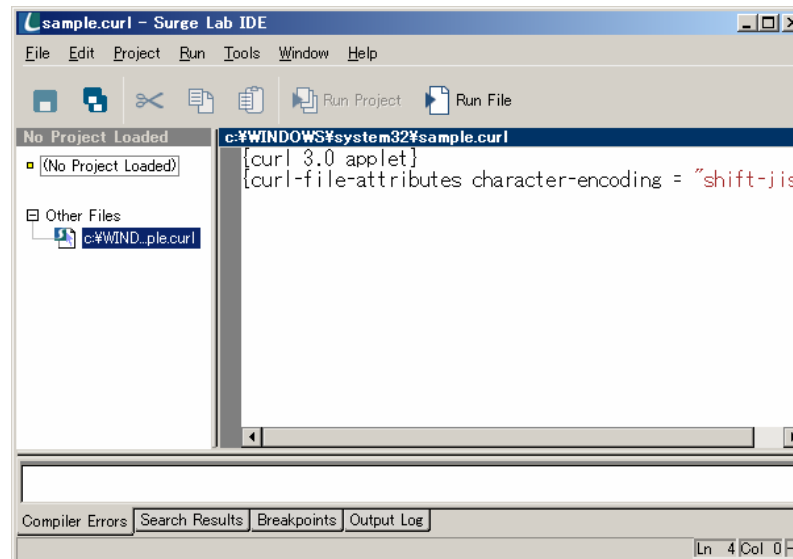 sample.curl - Surge Lab IDE
File Edit Project Run Tools Window Help
Run Project Run File
No Project Loaded
c:¥WINDOWS¥system32¥sample.curl
(No Project Loaded)
{curl 3.0 applet}
{curl-file-attributes character-encoding = "shift-jis
Other Files
c:¥WIND...ple.curl
Compiler Errors Search Results Breakpoints Output Log
Ln 4 Col 0